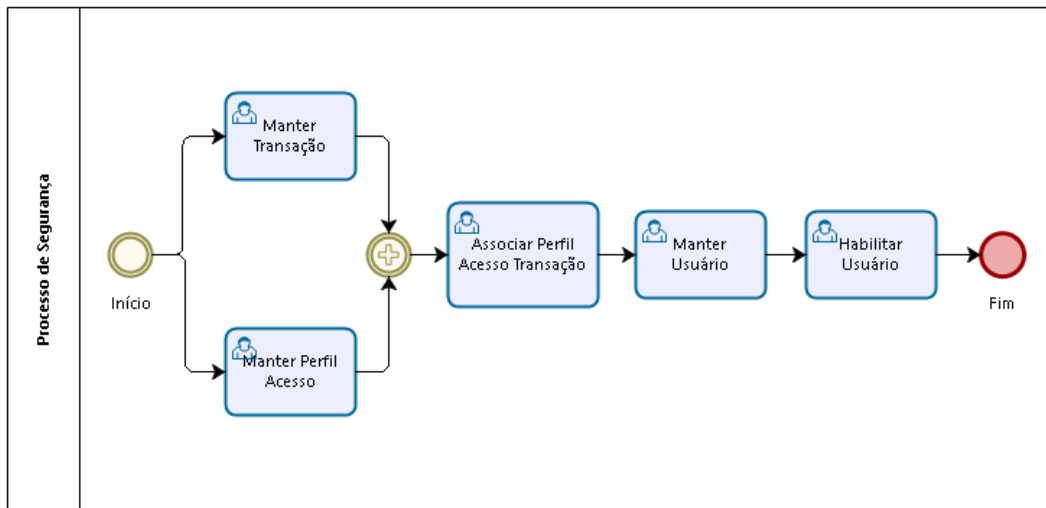 Processo de Segurança
Início
Manter
Transação
Manter Perfil
Acesso
Associar Perfil
Acesso Transação
Manter
Usuário
Habilitar
Usuário
Fim